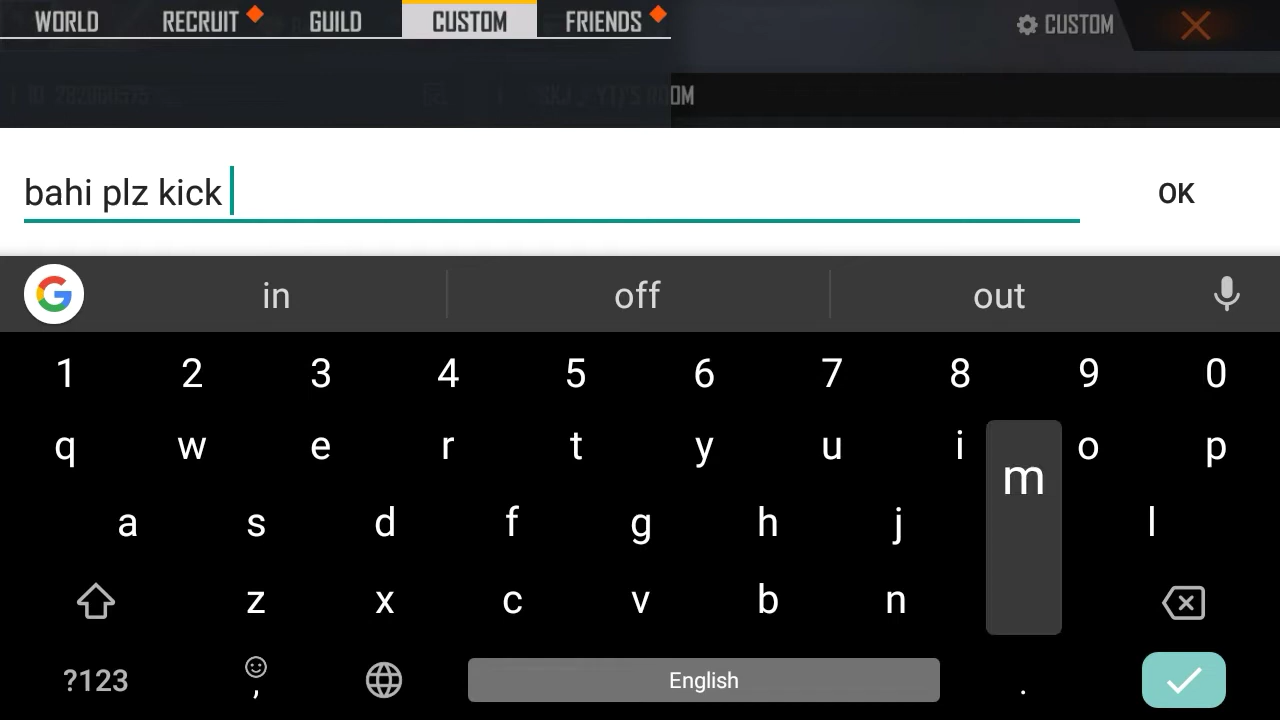 WORLD RECRUIT GUILD CUSTOM FRIENDS CUSTOM
ROOM
bahi plz kick OK
in off out
1 2 3 4 5 6 7 8 9 0
q w e r t y u i o p
m
a s d f g h j l
z x c v b n
?123 , English .